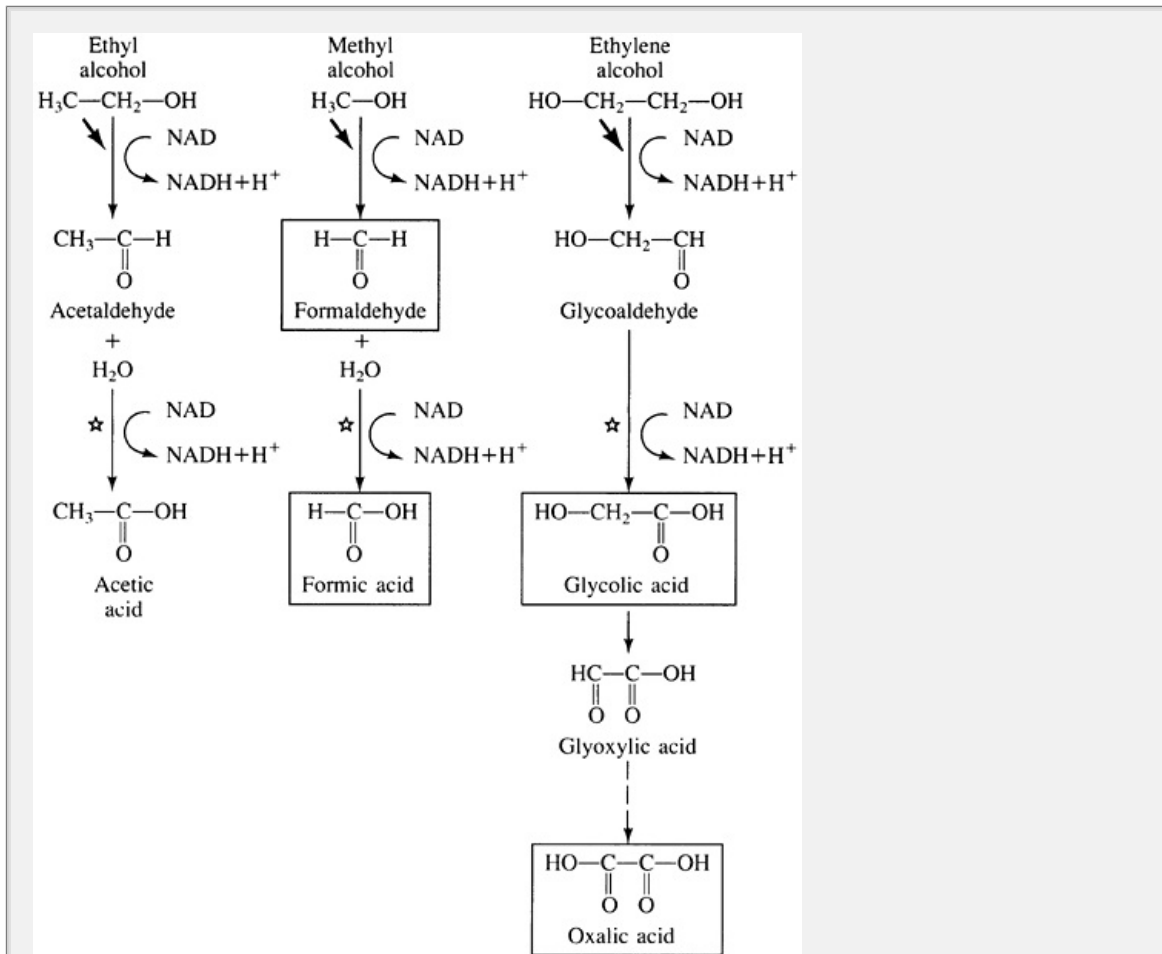 Ethyl
alcohol
H₃C—CH₂—OH
NAD
NADH+H⁺
CH₃—C—H
O
Acetaldehyde
+
H₂O
NAD
NADH+H⁺
CH₃—C—OH
O
Acetic
acid
Methyl
alcohol
H₃C—OH
NAD
NADH+H⁺
H—C—H
O
Formaldehyde
+
H₂O
NAD
NADH+H⁺
H—C—OH
O
Formic acid
Ethylene
alcohol
HO—CH₂—CH₂—OH
NAD
NADH+H⁺
HO—CH₂—CH
O
Glycoaldehyde
NAD
NADH+H⁺
HO—CH₂—C—OH
O
Glycolic acid
HC—C—OH
O O
Glyoxylic acid
HO—C—C—OH
O O
Oxalic acid